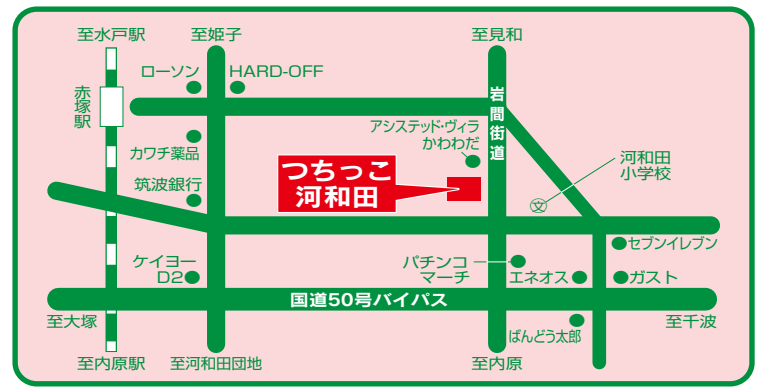 至水戸駅
至姫子
至見和
ローソン
HARD-OFF
赤塚駅
岩間街道
アシステッド・ヴィラ
かわわだ
カワチ薬品
つちっこ
河和田
河和田
小学校
筑波銀行
文
セブンイレブン
ケイヨー
D2
パチンコ
マーチ
エネオス
ガスト
国道50号バイパス
至大塚
至千波
ばんどう太郎
至内原駅
至河和田団地
至内原